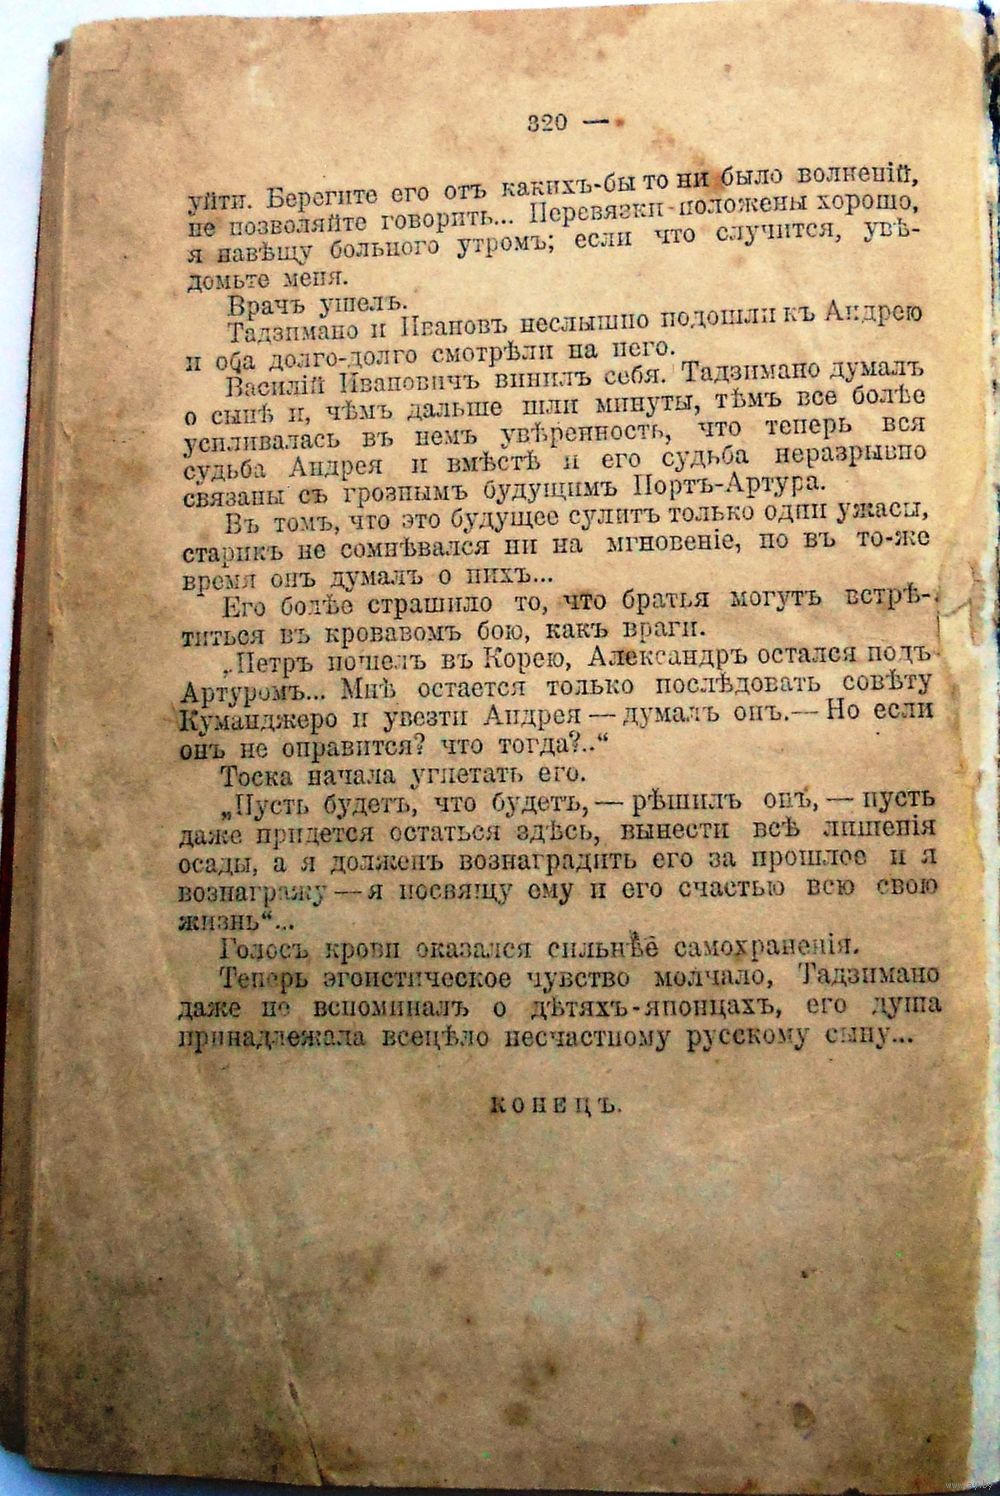 320 —
уйти. Берегите его отъ какихъ-бы то ни было волненій,
не позволяйте говорить... Перевязки положены хорошо,
я навѣщу больного утромъ; если что случится, увѣ-
домьте меня.
Врачъ ушелъ.
Тадзимано и Ивановъ неслышно подошли къ Андрею
и оба долго-долго смотрѣли на него.
Василій Ивановичъ винилъ себя. Тадзимано думалъ
о сынѣ и, чѣмъ дальше шли минуты, тѣмъ все болѣе
усиливалась въ немъ увѣренность, что теперь вся
судьба Андрея и вмѣстѣ и его судьба неразрывно
связаны съ грознымъ будущимъ Портъ-Артура.
Въ томъ, что это будущее сулитъ только одни ужасы,
старикъ не сомнѣвался ни на мгновеніе, но въ то-же
время онъ думалъ о нихъ...
Его болѣе страшило то, что братья могутъ встрѣ-
титься въ кровавомъ бою, какъ враги.
„Петръ пошелъ въ Корею, Александръ остался подъ
Артуромъ... Мнѣ остается только послѣдовать совѣту
Куманджеро и увезти Андрея — думалъ онъ. — Но если
онъ не оправится? что тогда?..“
Тоска начала угнетать его.
„Пусть будетъ, что будетъ, — рѣшилъ онъ, — пусть
даже придется остаться здѣсь, вынести всѣ лишенія
осады, а я долженъ вознаградить его за прошлое и я
вознагражу — я посвящу ему и его счастью всю свою
жизнь“...
Голосъ крови оказался сильнѣе самохраненія.
Теперь эгоистическое чувство молчало, Тадзимано
даже не вспоминалъ о дѣтяхъ-японцахъ, его душа
принадлежала всецѣло несчастному русскому сыну...
КОНЕЦЪ.